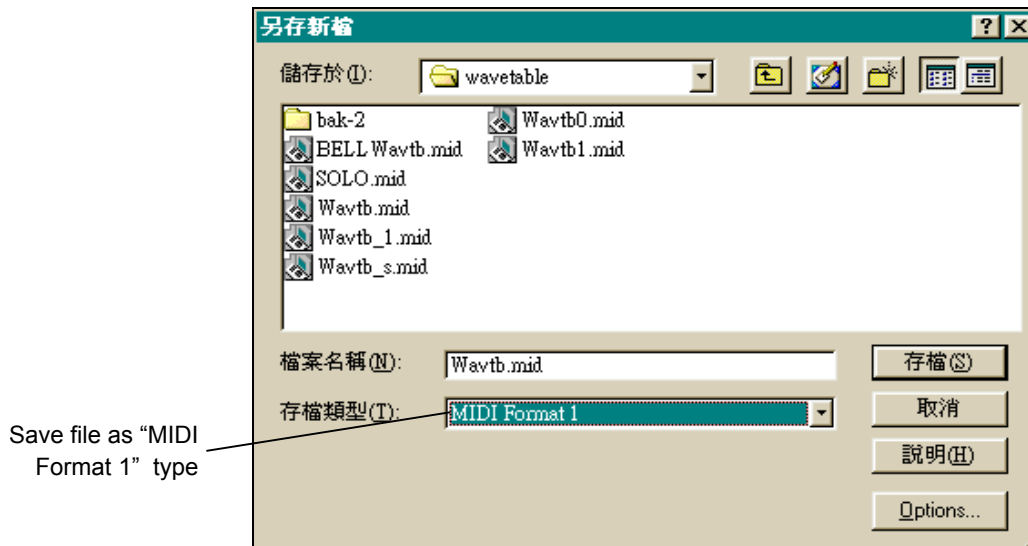 另存新檔
儲存於(I):
wavetable
bak-2
BELL Wavtb.mid
SOLO.mid
Wavtb.mid
Wavtb_1.mid
Wavtb_s.mid
Wavtb0.mid
Wavtb1.mid
檔案名稱(N):
Wavtb.mid
存檔(S)
存檔類型(T):
MIDI Format 1
取消
說明(H)
Options...
Save file as “MIDI
Format 1” type